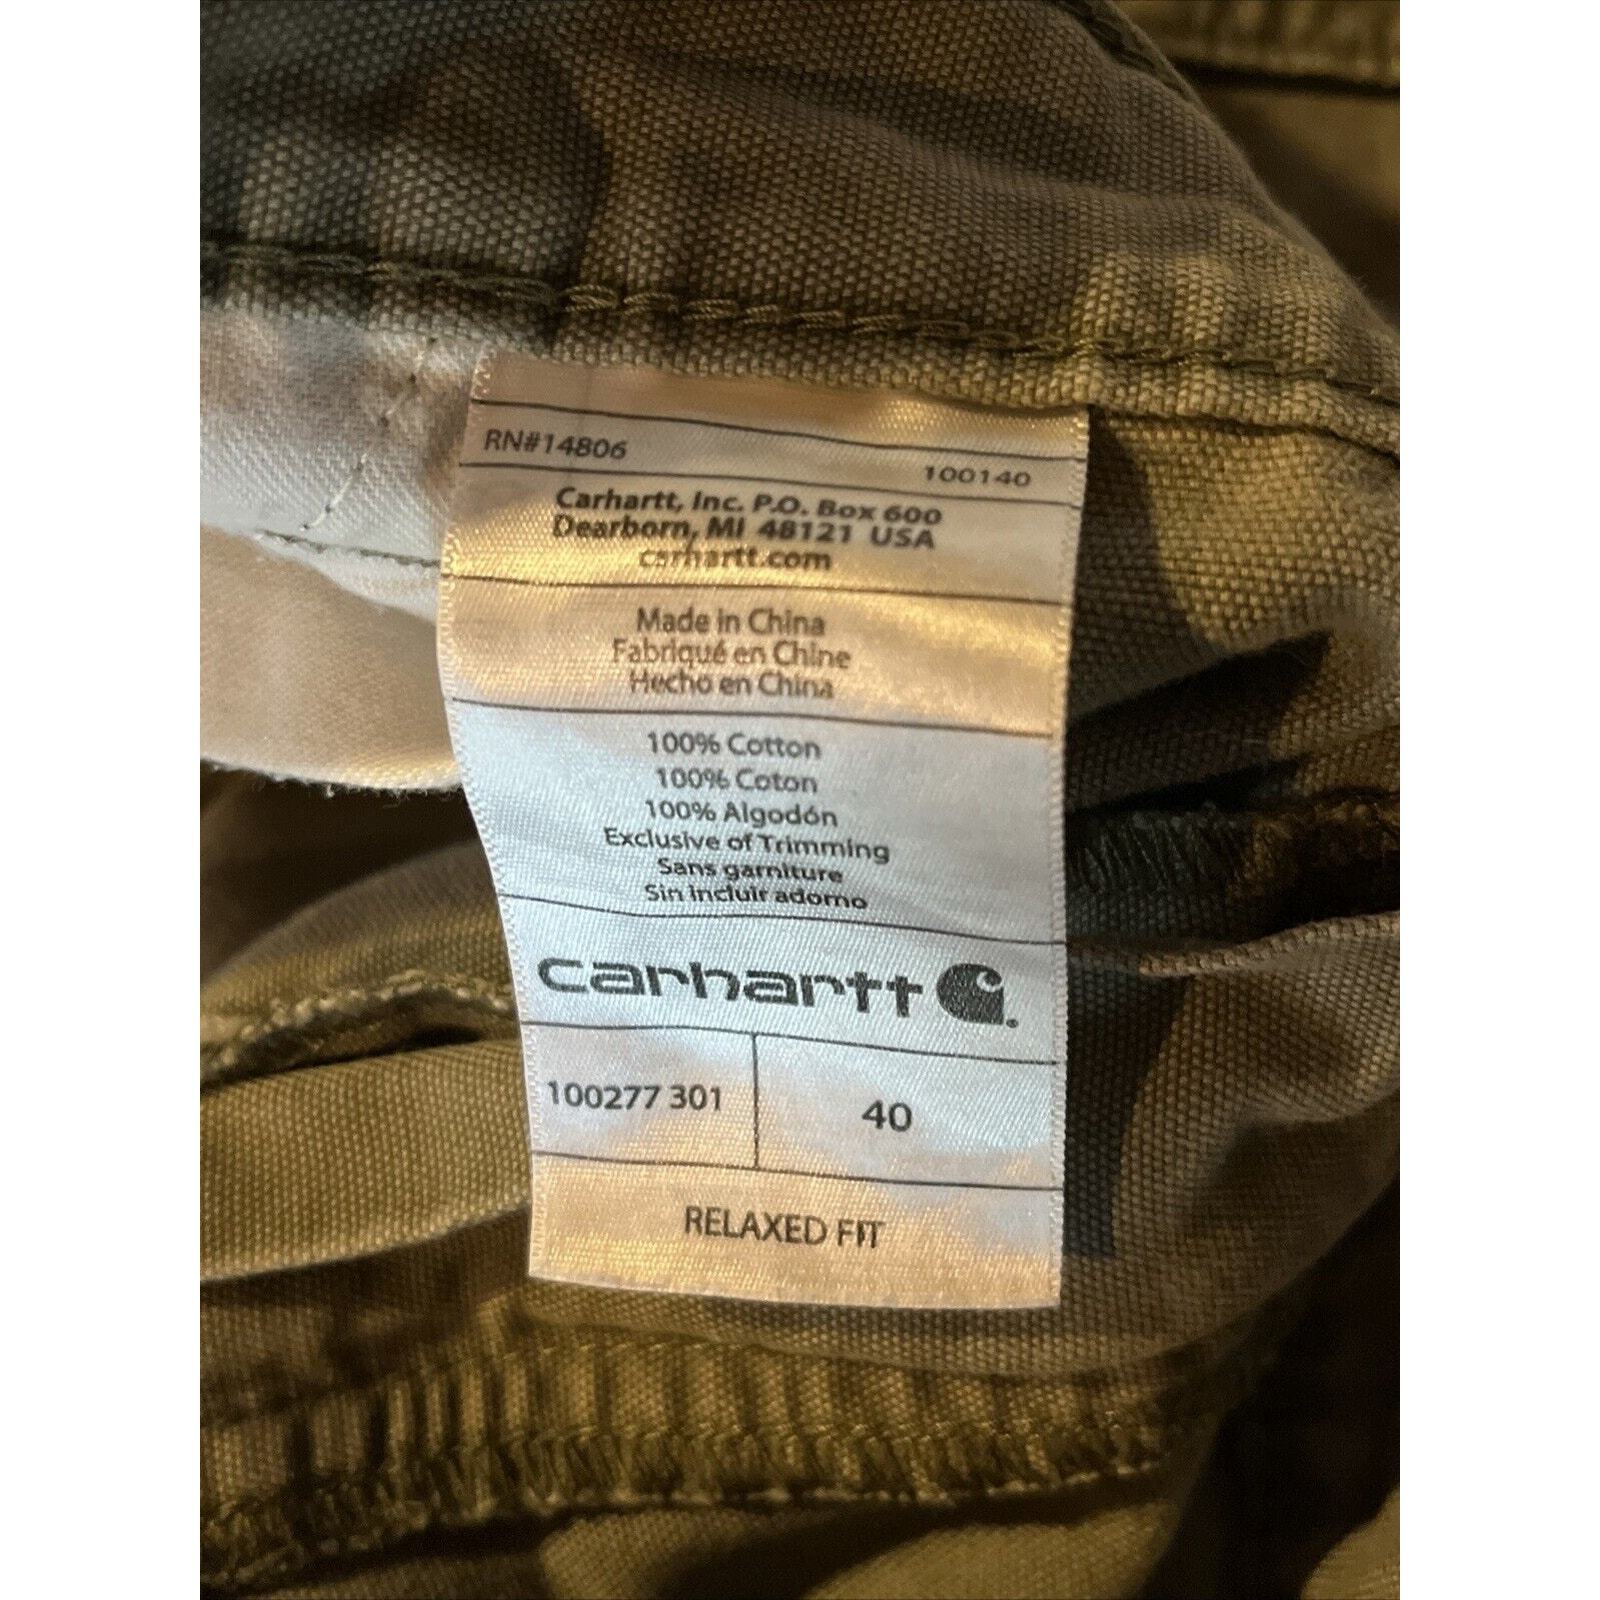 RN#14806 100140
Carhartt, Inc. P.O. Box 600
Dearborn, MI 48121 USA
carhartt.com
Made in China
Fabriqué en Chine
Hecho en China
100% Cotton
100% Coton
100% Algodón
Exclusive of Trimming
Sans garniture
Sin incluir adorno
carhartt
100277 301 40
RELAXED FIT